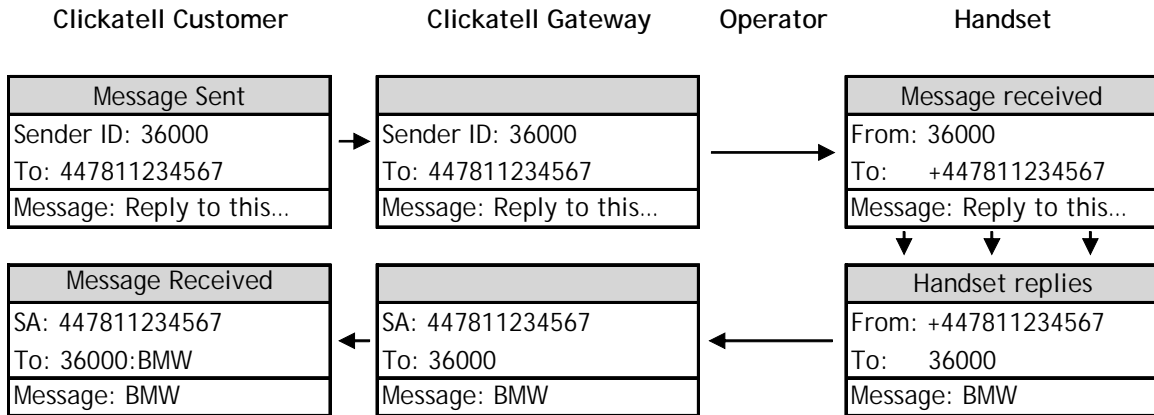 Clickatell Customer Clickatell Gateway Operator Handset
Message Sent
Sender ID: 36000
To: 447811234567
Message: Reply to this...
Sender ID: 36000
To: 447811234567
Message: Reply to this...
Message received
From: 36000
To: +447811234567
Message: Reply to this...
Message Received
SA: 447811234567
To: 36000:BMW
Message: BMW
SA: 447811234567
To: 36000
Message: BMW
Handset replies
From: +447811234567
To: 36000
Message: BMW